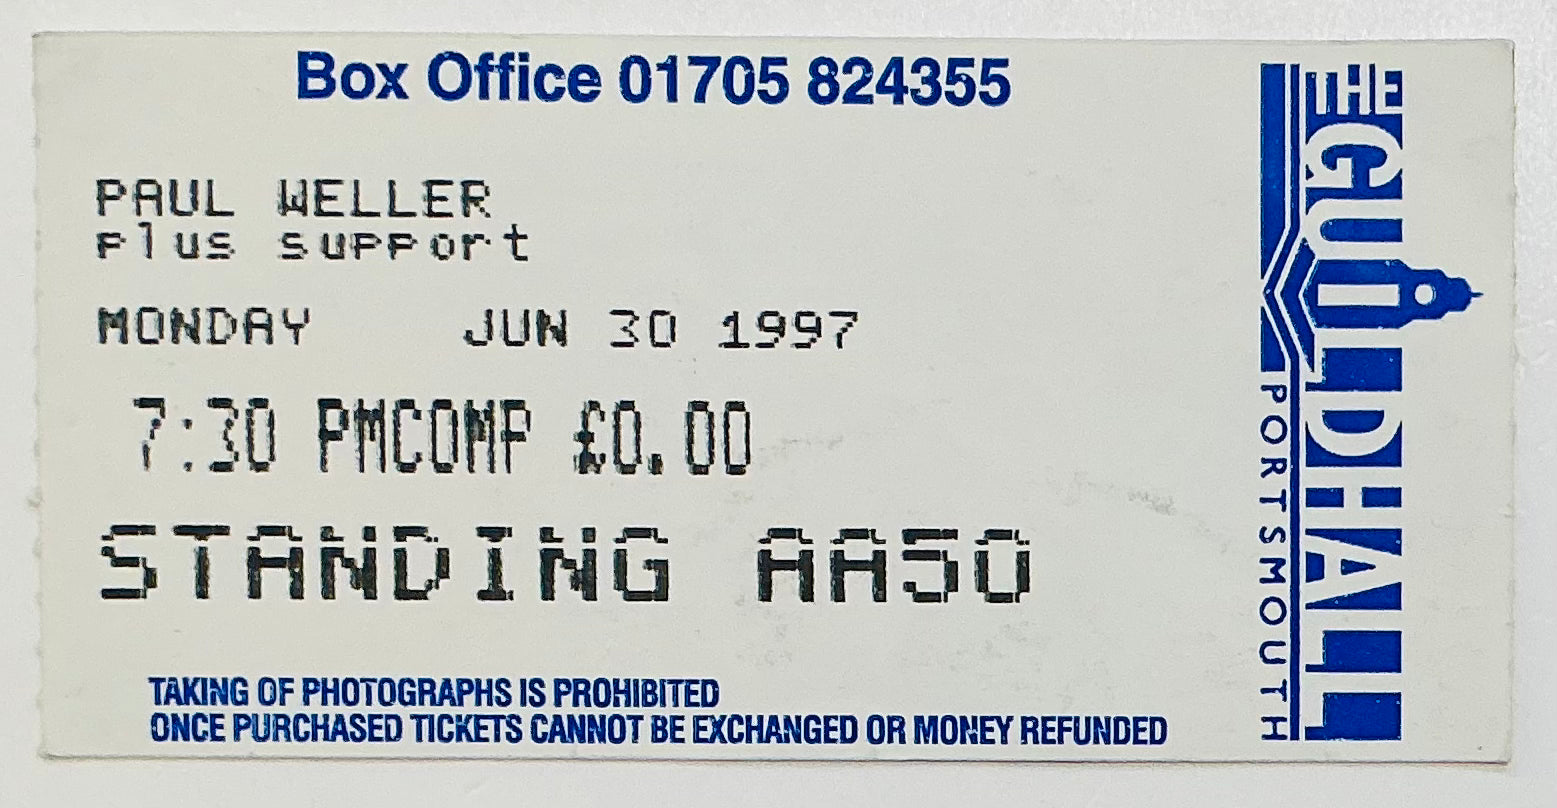 Box Office 01705 824355
PAUL WELLER
plus support
MONDAY JUN 30 1997
7:30 PMCOMP £0.00
STANDING AA50
TAKING OF PHOTOGRAPHS IS PROHIBITED
ONCE PURCHASED TICKETS CANNOT BE EXCHANGED OR MONEY REFUNDED
THE GUILDHALL
PORTSMOUTH